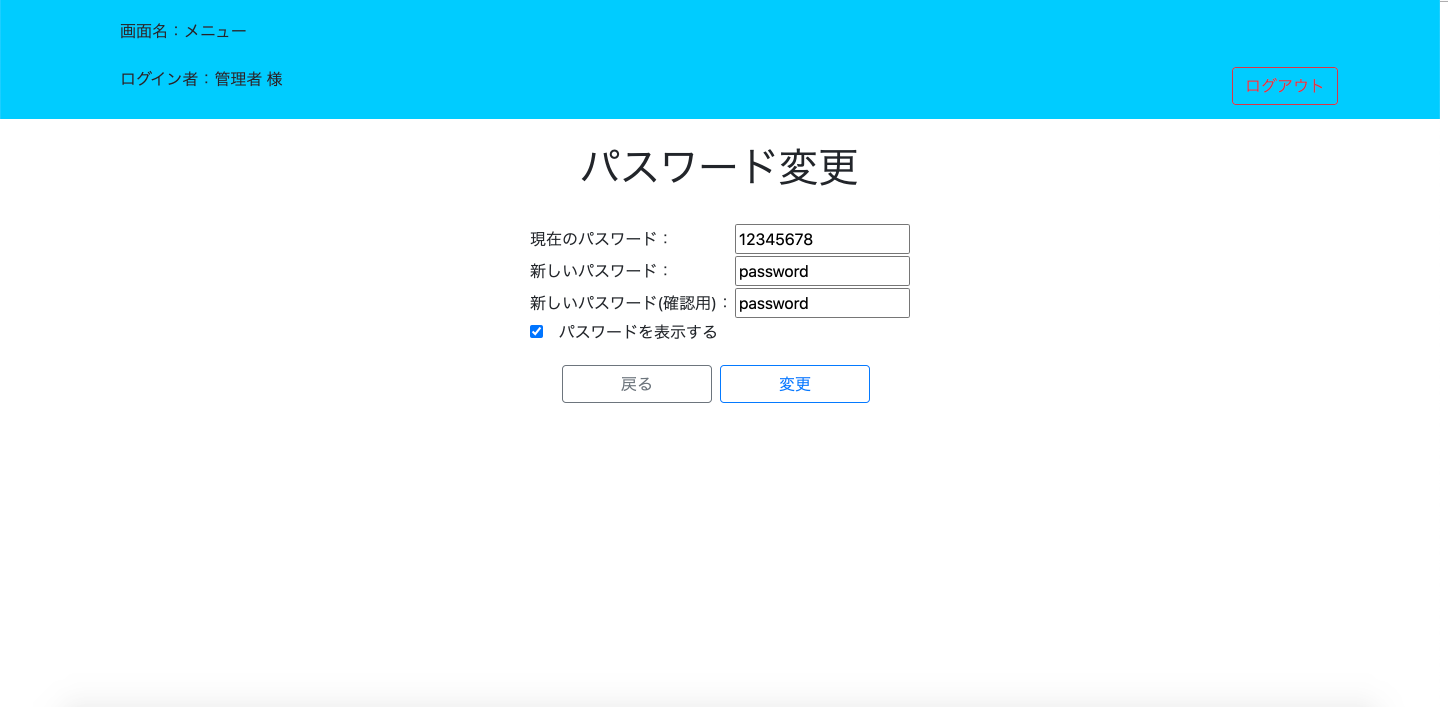 画面名：メニュー
ログイン者：管理者 様
ログアウト
パスワード変更
現在のパスワード： 12345678
新しいパスワード： password
新しいパスワード(確認用)： password
パスワードを表示する
戻る 変更